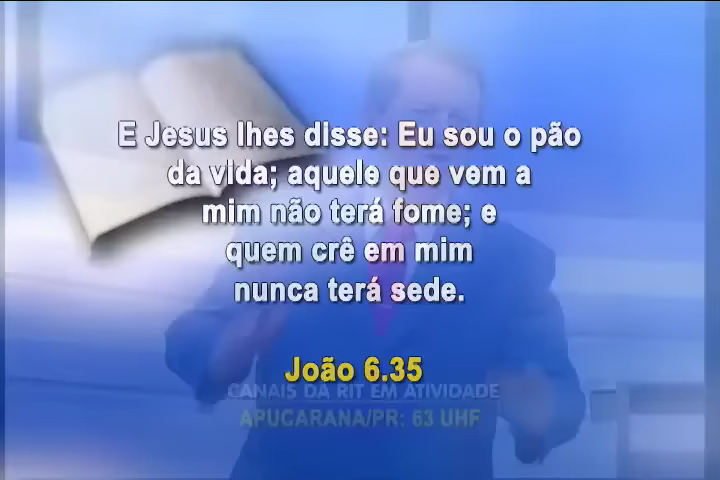 E Jesus lhes disse: Eu sou o pão
da vida; aquele que vem a
mim não terá fome; e
quem crê em mim
nunca terá sede.
João 6.35
CANAIS DA RIT EM ATIVIDADE
APUCARANA/PR: 63 UHF